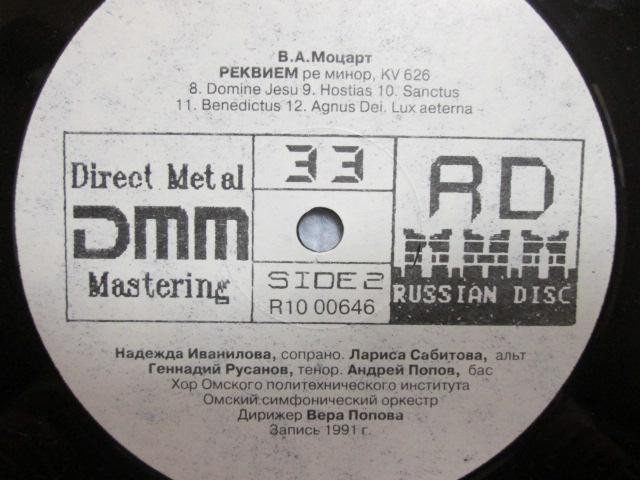 В.А.Моцарт
РЕКВИЕМ ре минор, KV 626
8. Domine Jesu 9. Hostias 10. Sanctus
11. Benedictus 12. Agnus Dei. Lux aeterna
Direct Metal
DMM
Mastering
33
SIDE 2
R10 00646
RD
RUSSIAN DISC
Надежда Иванилова, сопрано. Лариса Сабитова, альт
Геннадий Русанов, тенор. Андрей Попов, бас
Хор Омского политехнического института
Омский симфонический оркестр
Дирижер Вера Попова
Запись 1991 г.